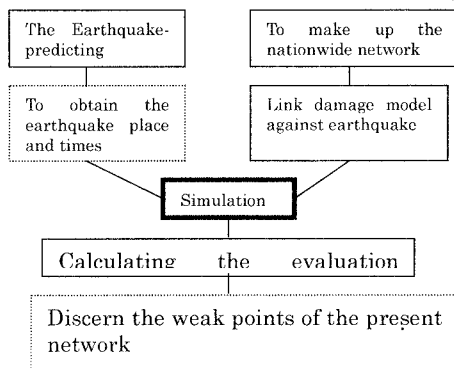 The Earthquake-
predicting
To make up the
nationwide network
To obtain the
earthquake place
and times
Link damage model
against earthquake
Simulation
Calculating the evaluation
Discern the weak points of the present
network